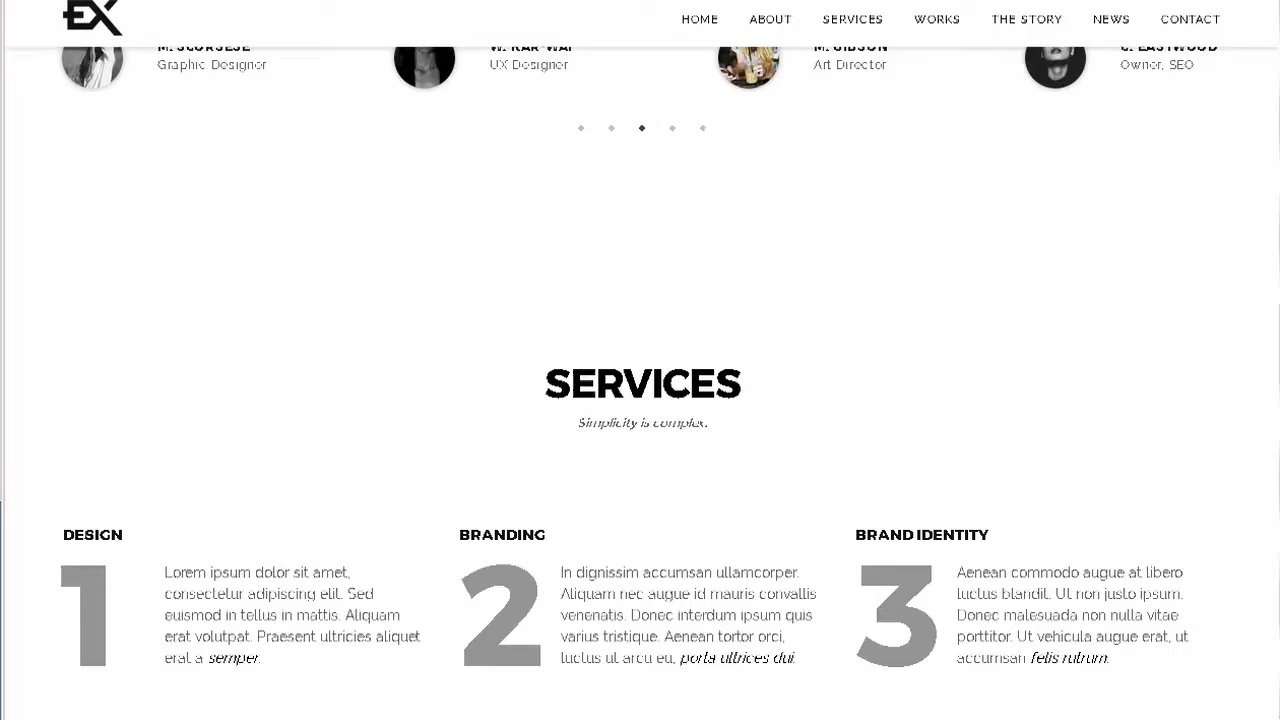 EX
HOME ABOUT SERVICES WORKS THE STORY NEWS CONTACT
M. SCORSESE
Graphic Designer
W. KAR-WAI
UX Designer
M. GIBSON
Art Director
C. EASTWOOD
Owner, SEO
SERVICES
Simplicity is complex.
DESIGN
1
Lorem ipsum dolor sit amet,
consectetur adipiscing elit. Sed
euismod in tellus in mattis. Aliquam
erat volutpat. Praesent ultricies aliquet
erat a semper.
BRANDING
2
In dignissim accumsan ullamcorper.
Aliquam nec augue id mauris convallis
venenatis. Donec interdum ipsum quis
varius tristique. Aenean tortor orci,
luctus ut arcu eu, porta ultrices dui.
BRAND IDENTITY
3
Aenean commodo augue at libero
luctus blandit. Ut non justo ipsum.
Donec malesuada non nulla vitae
porttitor. Ut vehicula augue erat, ut
accumsan felis rutrum.